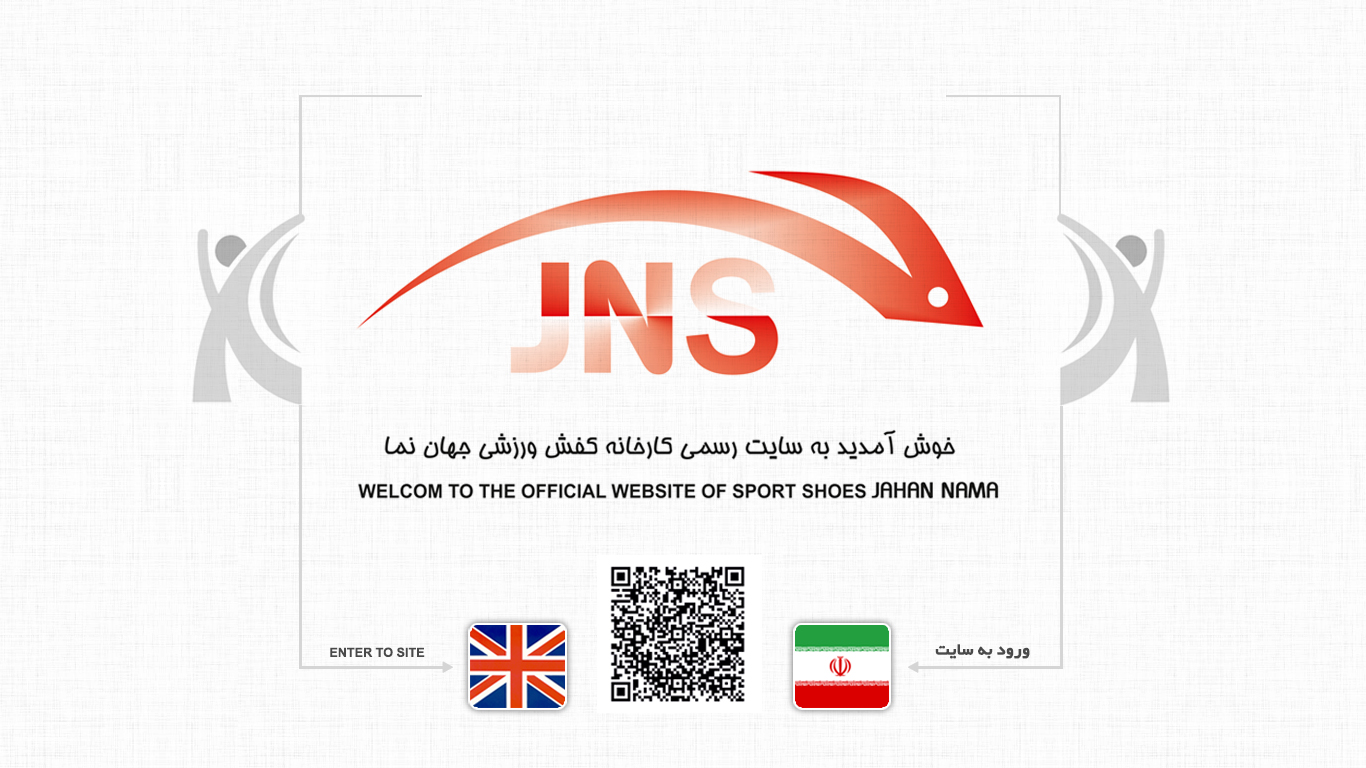 JNS
خوش آمدید به سایت رسمی کارخانه کفش ورزشی جهان نما
WELCOM TO THE OFFICIAL WEBSITE OF SPORT SHOES JAHAN NAMA
ENTER TO SITE
ورود به سایت